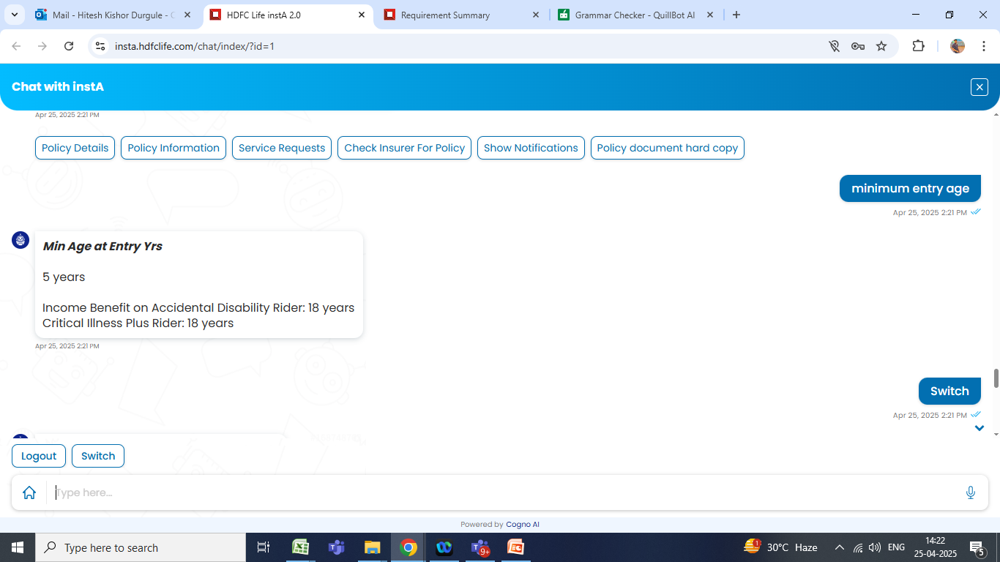 Mail - Hitesh Kishor Durgule - 
HDFC Life instA 2.0
Requirement Summary
Grammar Checker - QuillBot AI
insta.hdfclife.com/chat/index/?id=1
Chat with instA
Apr 25, 2025 2:21 PM
Policy Details
Policy Information
Service Requests
Check Insurer For Policy
Show Notifications
Policy document hard copy
minimum entry age
Apr 25, 2025 2:21 PM
Min Age at Entry Yrs
5 years
Income Benefit on Accidental Disability Rider: 18 years
Critical Illness Plus Rider: 18 years
Apr 25, 2025 2:21 PM
Switch
Apr 25, 2025 2:21 PM
Logout
Switch
Type here...
Powered by Cogno AI
Type here to search
9+
1
30°C Haze
ENG
14:22
25-04-2025
5